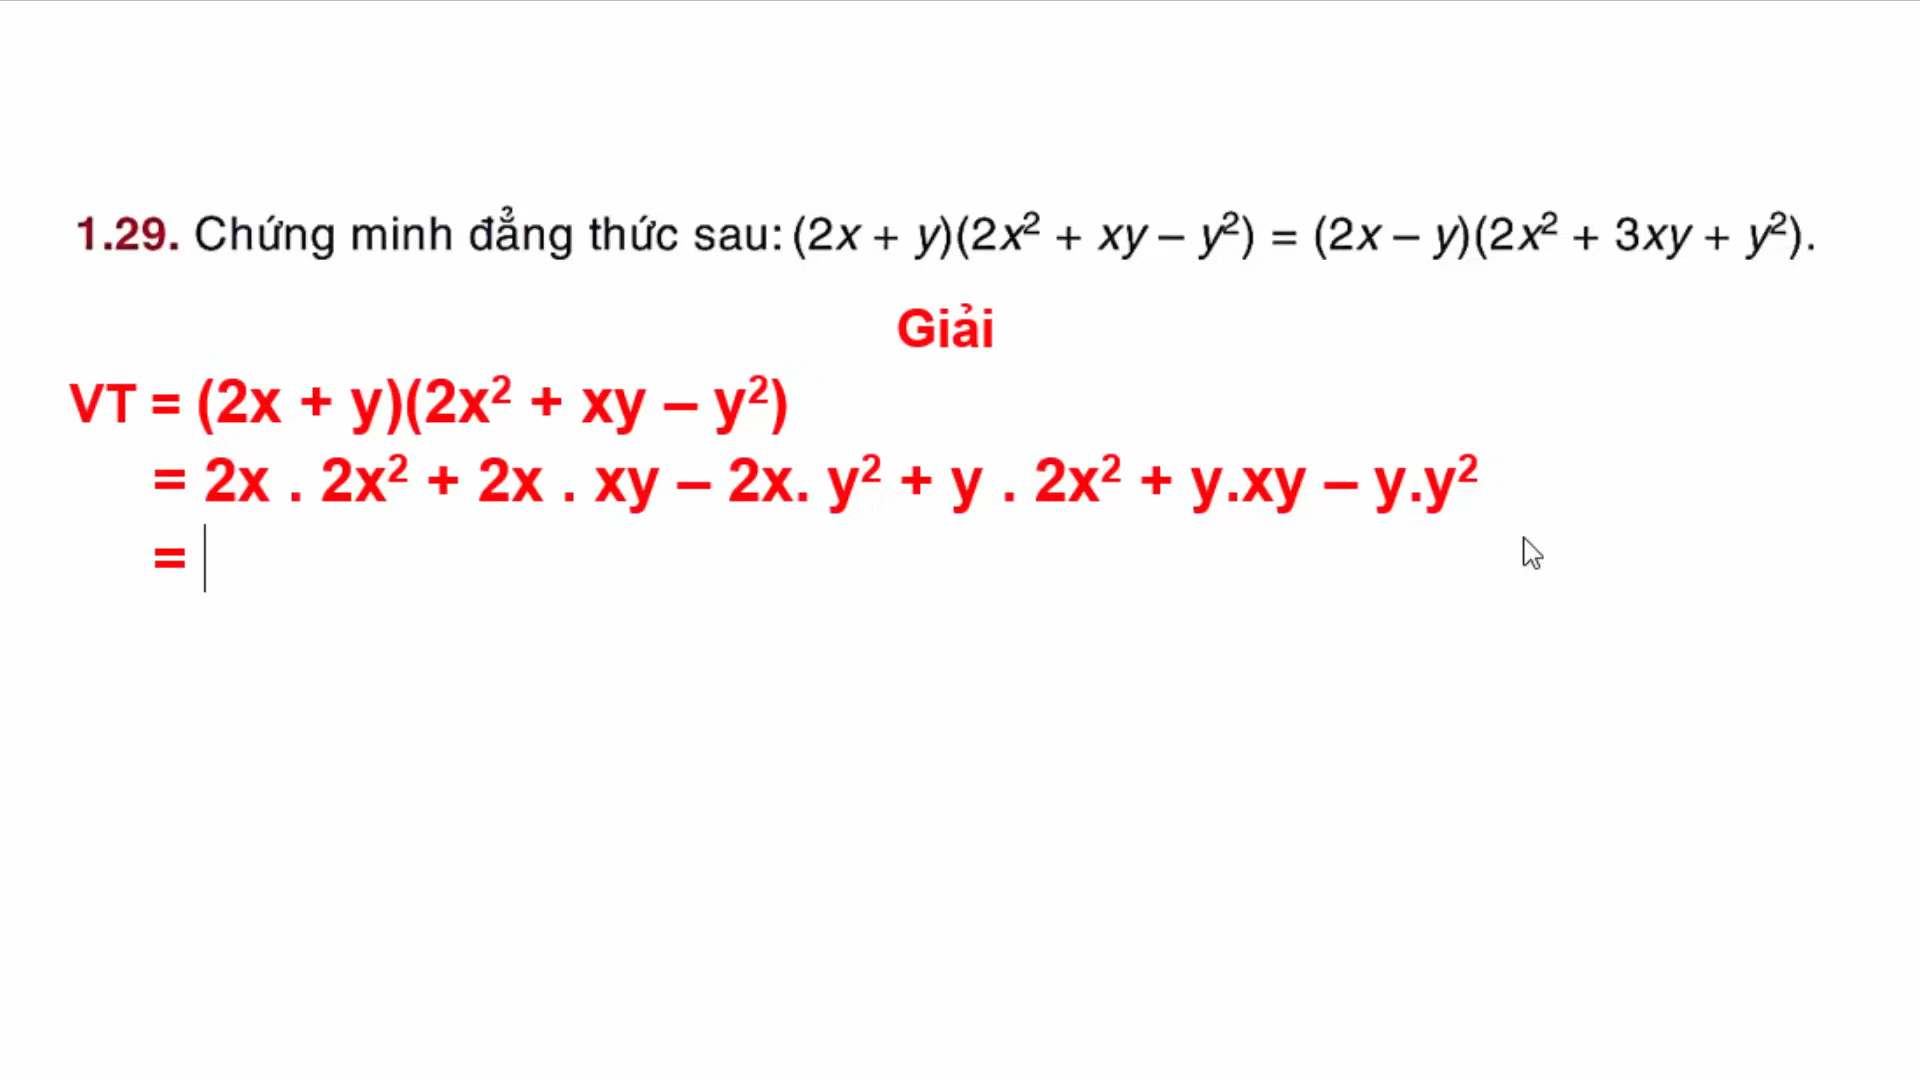 1.29. Chứng minh đẳng thức sau: (2x + y)(2x² + xy – y²) = (2x – y)(2x² + 3xy + y²).
Giải
VT = (2x + y)(2x² + xy – y²)
= 2x . 2x² + 2x . xy – 2x. y² + y . 2x² + y.xy – y.y²
=